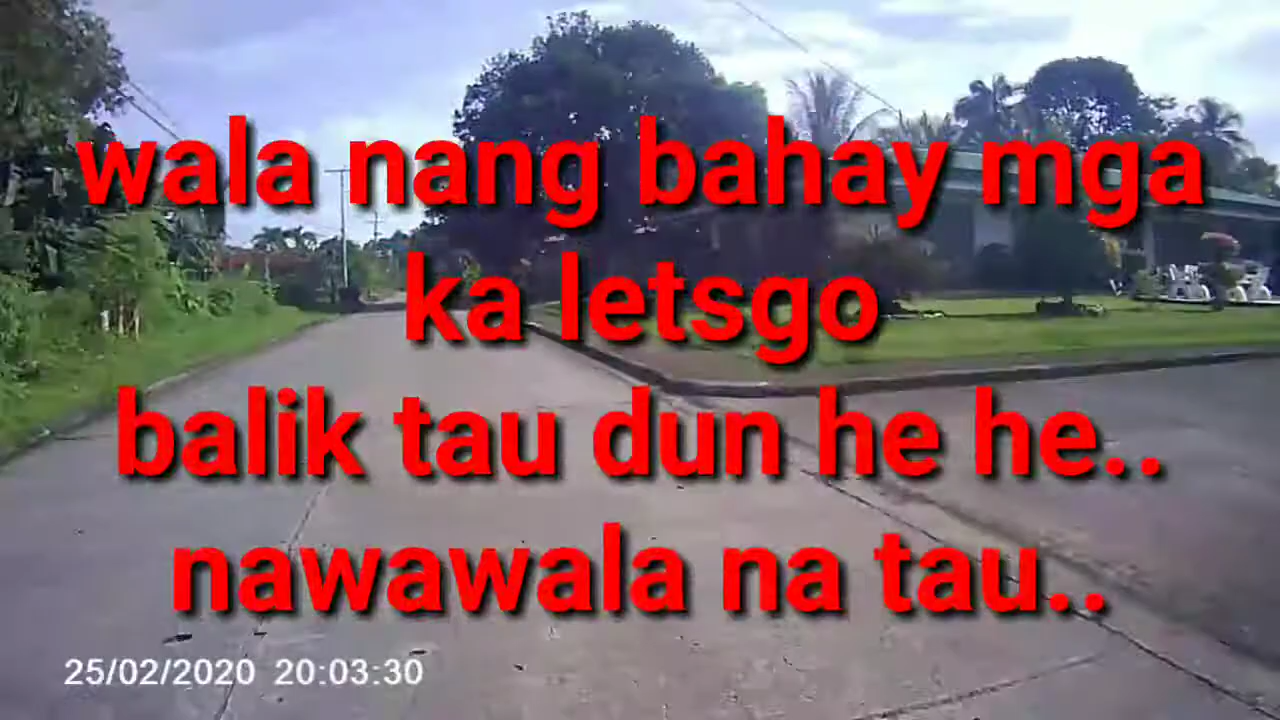 wala nang bahay mga
ka letsgo
balik tau dun he he..
nawawala na tau..
25/02/2020 20:03:30